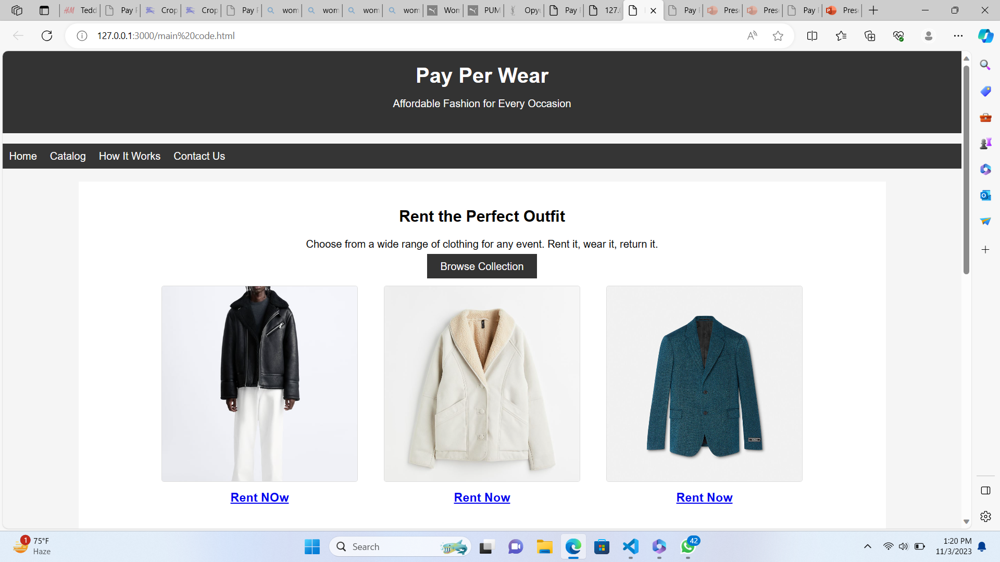 Tedd
Pay
Crop
Crop
Pay
wom
wom
wom
wom
Wom
PUM
Opy
Pay
127.
Pay
Pres
Pres
Pay
Pres
127.0.0.1:3000/main%20code.html
Pay Per Wear
Affordable Fashion for Every Occasion
Home Catalog How It Works Contact Us
Rent the Perfect Outfit
Choose from a wide range of clothing for any event. Rent it, wear it, return it.
Browse Collection
Rent NOw
Rent Now
Rent Now
1
75°F
Haze
Search
42
1:20 PM
11/3/2023